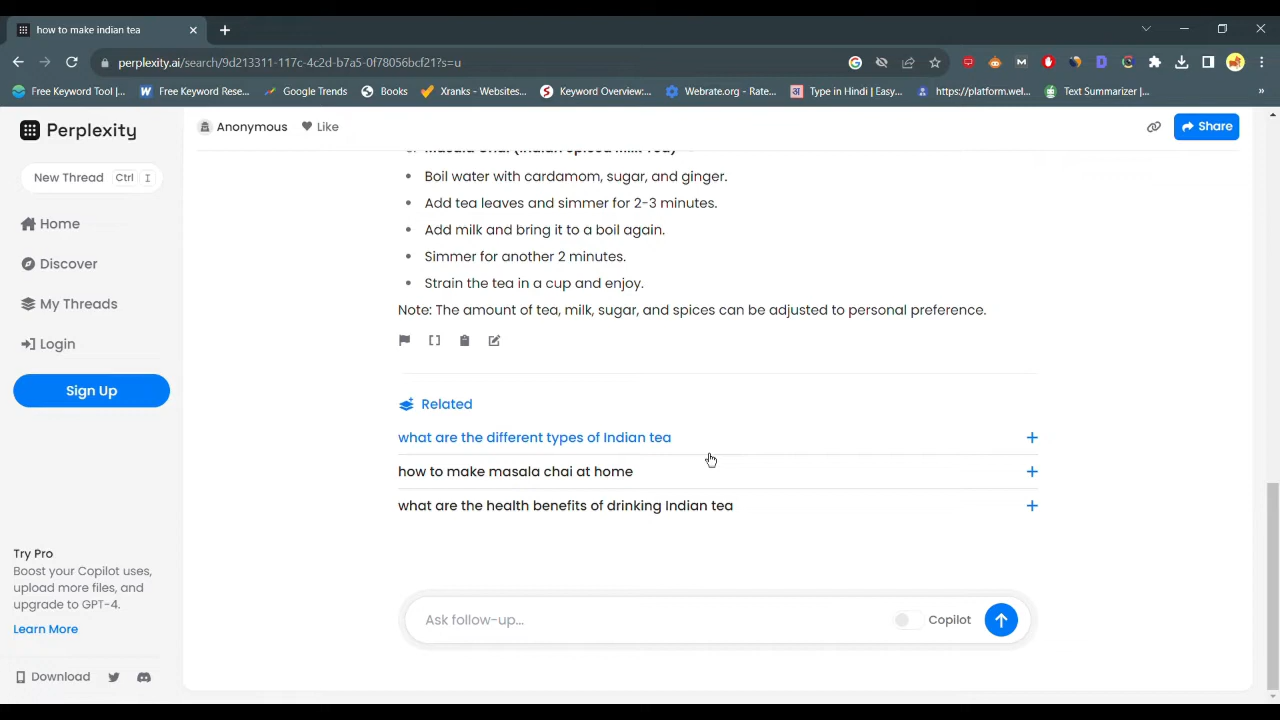 how to make indian tea
perplexity.ai/search/9d213311-117c-4c2d-b7a5-0f78056bcf21?s=u
Free Keyword Tool |... Free Keyword Rese... Google Trends Books Xranks - Websites... Keyword Overview:... Webrate.org - Rate... Type in Hindi | Easy... https://platform.wel... Text Summarizer |... »
Perplexity
New Thread Ctrl I
Home
Discover
My Threads
Login
Sign Up
Try Pro
Boost your Copilot uses,
upload more files, and
upgrade to GPT-4.
Learn More
Download
Anonymous Like
Share
Masala Chai (Indian Spiced Milk Tea)
• Boil water with cardamom, sugar, and ginger.
• Add tea leaves and simmer for 2-3 minutes.
• Add milk and bring it to a boil again.
• Simmer for another 2 minutes.
• Strain the tea in a cup and enjoy.
Note: The amount of tea, milk, sugar, and spices can be adjusted to personal preference.
Related
what are the different types of Indian tea
how to make masala chai at home
what are the health benefits of drinking Indian tea
Ask follow-up... Copilot